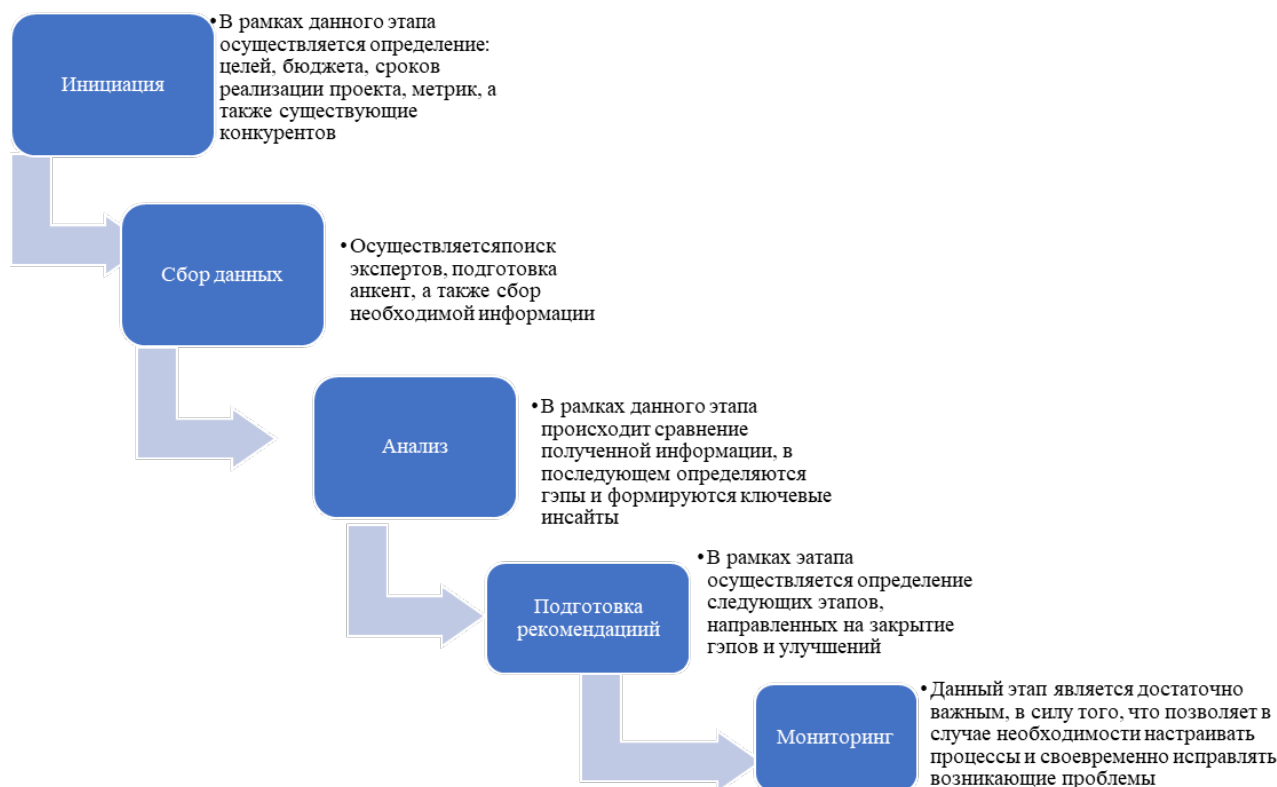 Инициация
•В рамках данного этапа
осуществляется определение:
целей, бюджета, сроков
реализации проекта, метрик, а
также существующие
конкурентов
Сбор данных
•Осуществляетсяпоиск
экспертов, подготовка
анкент, а также сбор
необходимой информации
Анализ
•В рамках данного этапа
происходит сравнение
полученной информации, в
последующем определяются
гэпы и формируются ключевые
инсайты
Подготовка
рекомендациий
•В рамках эатапа
осуществляется определение
следующих этапов,
направленных на закрытие
гэпов и улучшений
Мониторинг
•Данный этап является достаточно
важным, в силу того, что позволяет в
случае необходимости настраивать
процессы и своевременно исправлять
возникающие проблемы